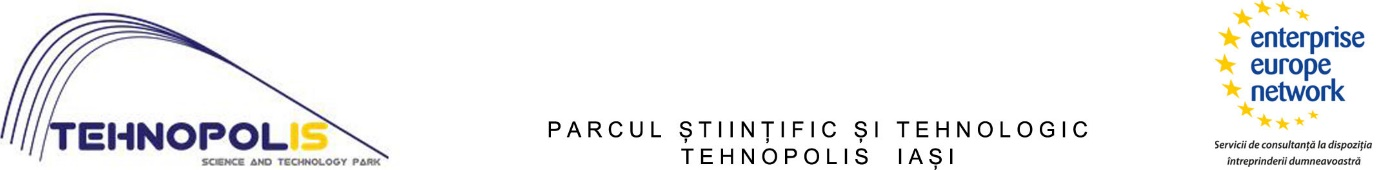 TEHNOPOLIS
SCIENCE AND TECHNOLOGY PARK
PARCUL ȘTIINȚIFIC ȘI TEHNOLOGIC
TEHNOPOLIS IAȘI
enterprise
europe
network
Servicii de consultanță la dispoziția
întreprinderii dumneavoastră